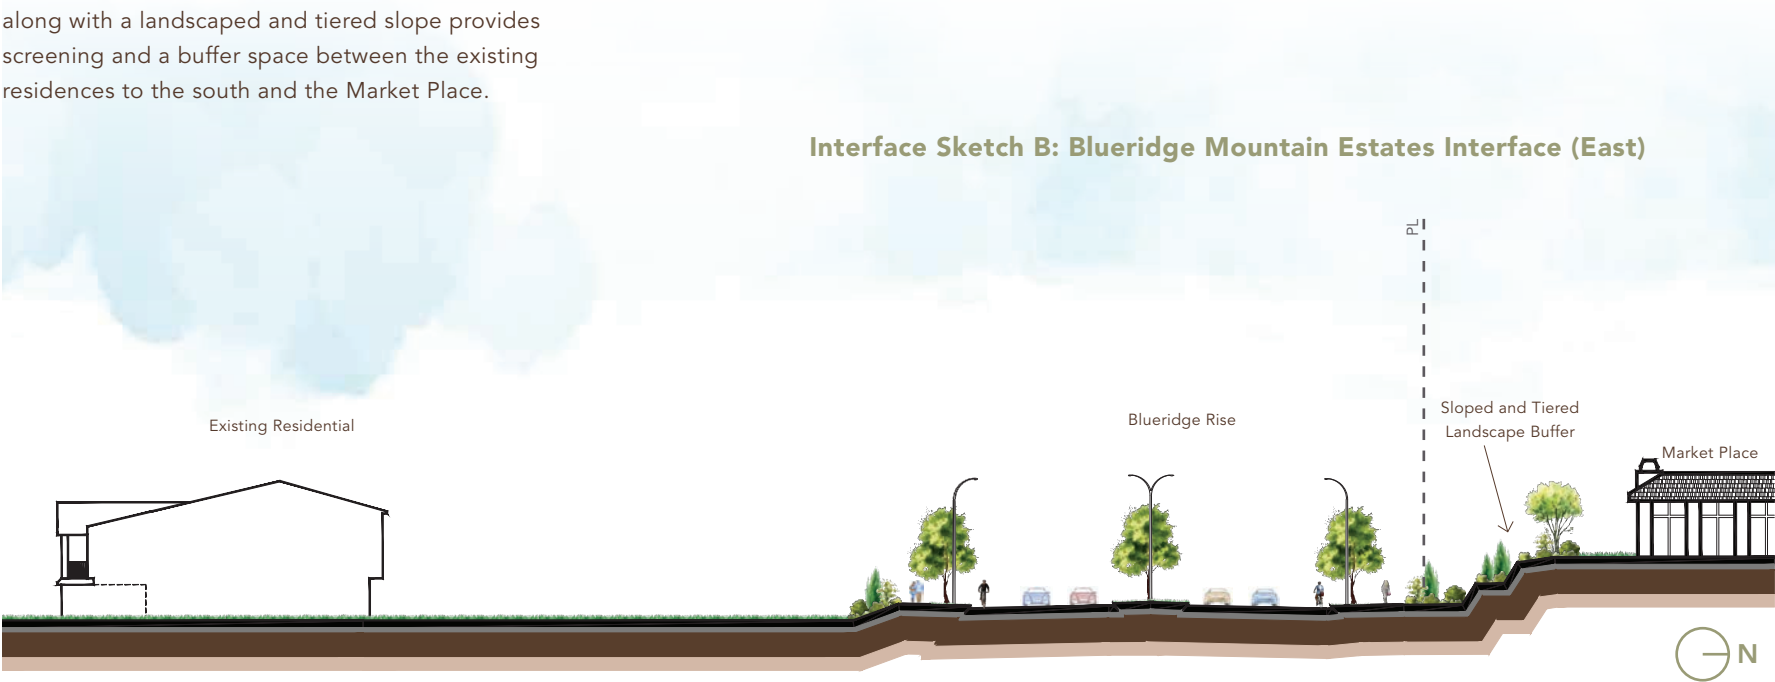 along with a landscaped and tiered slope provides
screening and a buffer space between the existing
residences to the south and the Market Place.
Interface Sketch B: Blueridge Mountain Estates Interface (East)
PL
Existing Residential
Blueridge Rise
Sloped and Tiered
Landscape Buffer
Market Place
N